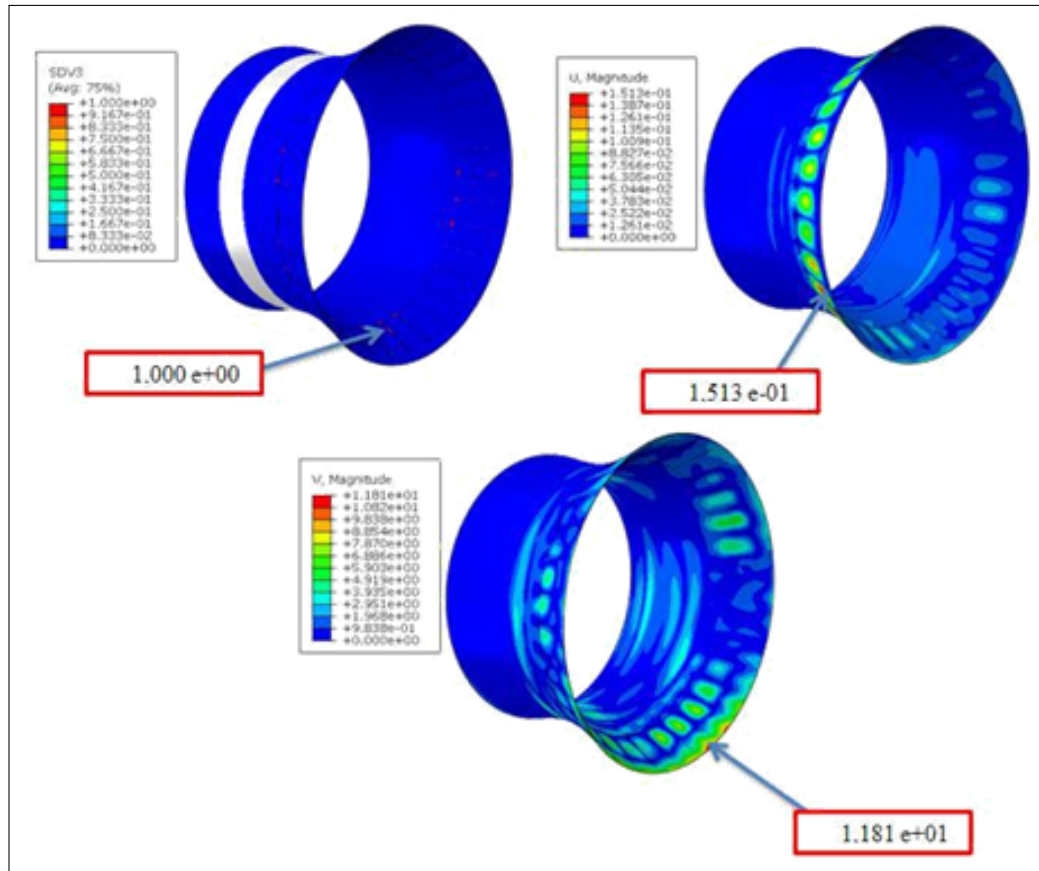 SDV3
(Avg: 75%)
+1.000e+00
+9.167e-01
+8.333e-01
+7.500e-01
+6.667e-01
+5.833e-01
+5.000e-01
+4.167e-01
+3.333e-01
+2.500e-01
+1.667e-01
+8.333e-02
+0.000e+00
1.000 e+00
U, Magnitude
+1.513e-01
+1.387e-01
+1.261e-01
+1.135e-01
+1.009e-01
+8.827e-02
+7.566e-02
+6.305e-02
+5.044e-02
+3.783e-02
+2.522e-02
+1.261e-02
+0.000e+00
1.513 e-01
V, Magnitude
+1.181e+01
+1.082e+01
+9.838e+00
+8.854e+00
+7.870e+00
+6.886e+00
+5.903e+00
+4.919e+00
+3.935e+00
+2.951e+00
+1.968e+00
+9.838e-01
+0.000e+00
1.181 e+01